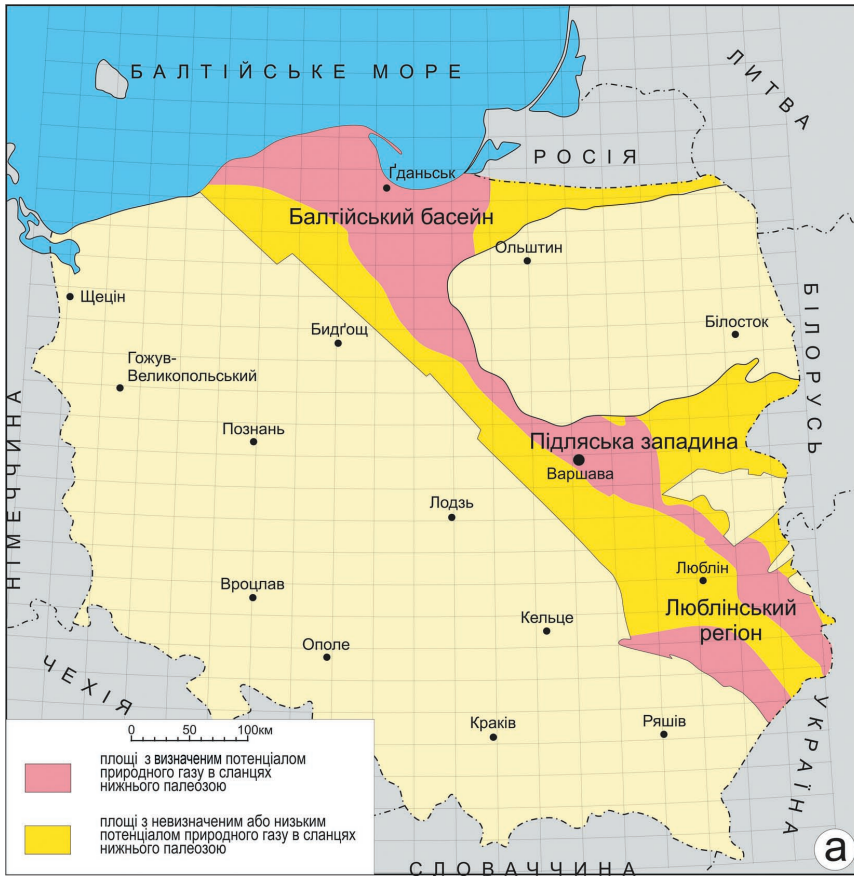 БАЛТІЙСЬКЕ МОРЕ
ЛИТВА
РОСІЯ
Ґданьськ
Балтійський басейн
Ольштин
Щецін
БІЛОРУСЬ
Білосток
Бидґощ
Гожув-
Великопольський
НІМЕЧЧИНА
Познань
Підляська западина
Варшава
Лодзь
Люблін
Вроцлав
Люблінський
регіон
Кельце
Ополе
ЧЕХІЯ
УКРАЇНА
Краків
Ряшів
0 50 100км
площі з визначеним потенціалом
природного газу в сланцях
нижнього палеозою
площі з невизначеним або низьким
потенціалом природного газу в сланцях
нижнього палеозою
СЛОВАЧЧИНА
a